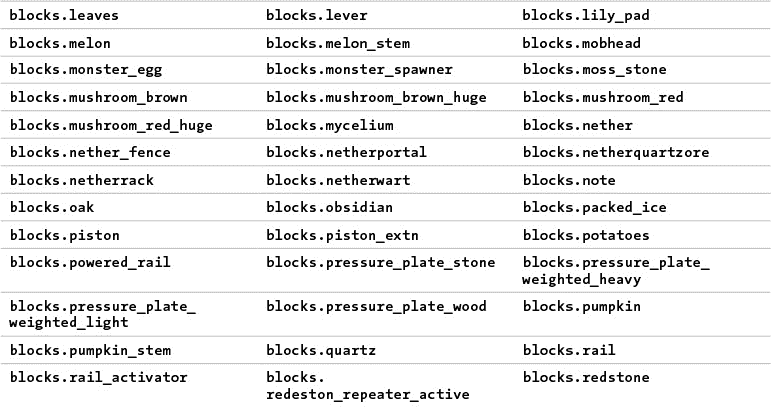 blocks.leaves blocks.lever blocks.lily_pad
blocks.melon blocks.melon_stem blocks.mobhead
blocks.monster_egg blocks.monster_spawner blocks.moss_stone
blocks.mushroom_brown blocks.mushroom_brown_huge blocks.mushroom_red
blocks.mushroom_red_huge blocks.mycelium blocks.nether
blocks.nether_fence blocks.netherportal blocks.netherquartzore
blocks.netherrack blocks.netherwart blocks.note
blocks.oak blocks.obsidian blocks.packed_ice
blocks.piston blocks.piston_extn blocks.potatoes
blocks.powered_rail blocks.pressure_plate_stone blocks.pressure_plate_
weighted_heavy
blocks.pressure_plate_ blocks.pressure_plate_wood blocks.pumpkin
weighted_light
blocks.pumpkin_stem blocks.quartz blocks.rail
blocks.rail_activator blocks. blocks.redstone
redeston_repeater_active